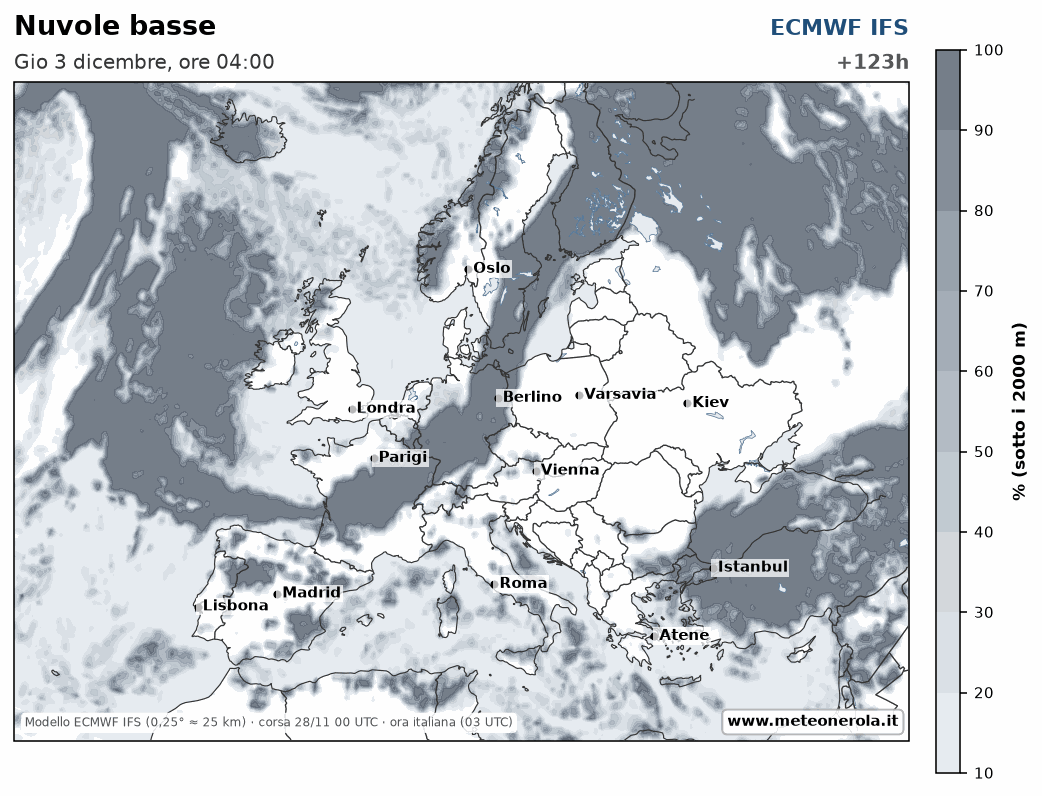 Nuvole basse
ECMWF IFS
Gio 3 dicembre, ore 04:00
+123h
100
90
80
70
60
50
40
30
20
10
% (sotto i 2000 m)
Oslo
Berlino
Varsavia
Kiev
Londra
Parigi
Vienna
Istanbul
Roma
Madrid
Lisbona
Atene
Modello ECMWF IFS (0,25° ≈ 25 km) · corsa 28/11 00 UTC · ora italiana (03 UTC)
www.meteonerola.it